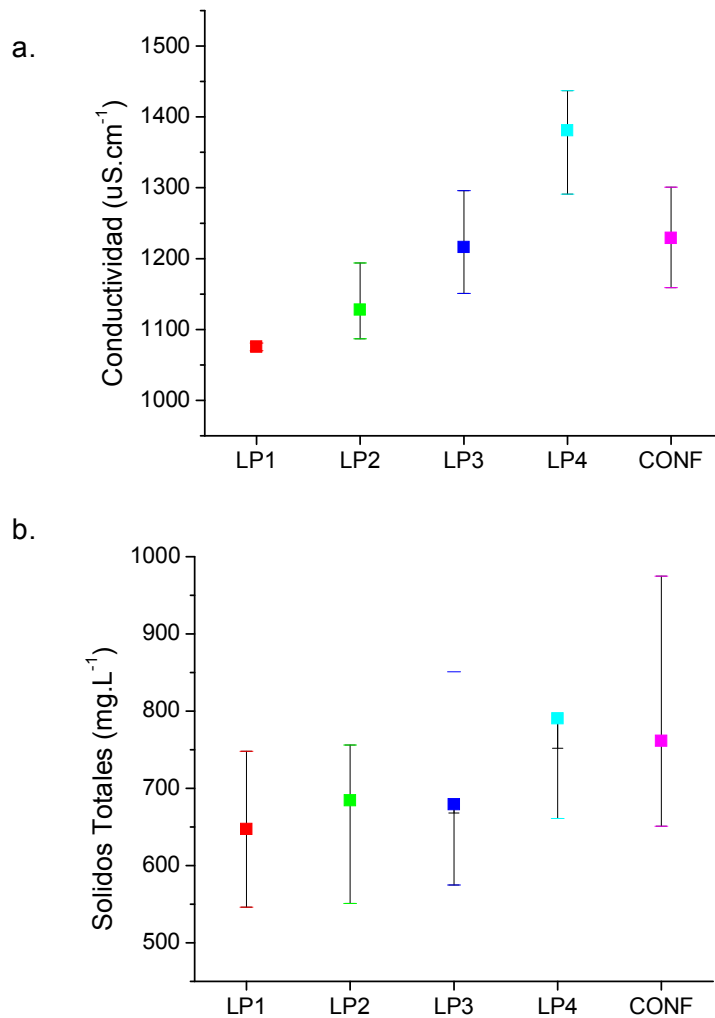 a.
Conductividad (uS.cm⁻¹)
1500
1400
1300
1200
1100
1000
LP1 LP2 LP3 LP4 CONF
b.
Solidos Totales (mg.L⁻¹)
1000
900
800
700
600
500
LP1 LP2 LP3 LP4 CONF